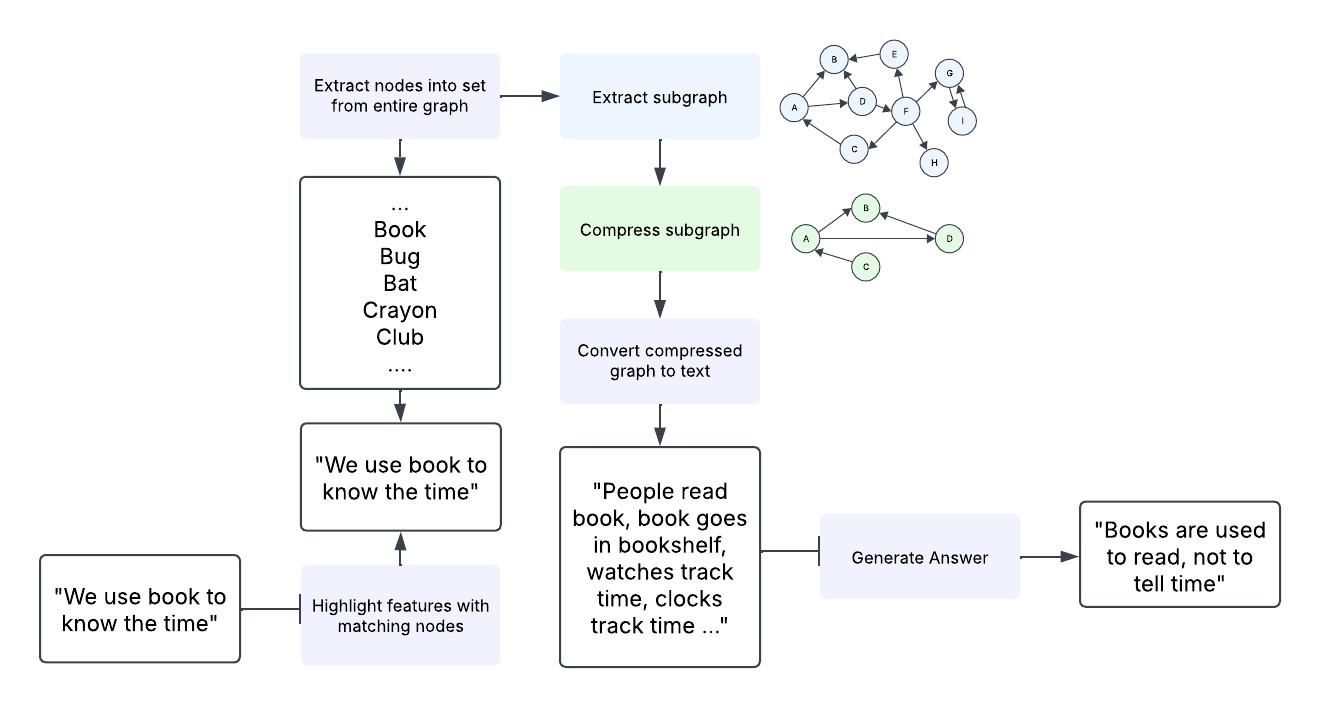 Extract nodes into set
from entire graph
Extract subgraph
B
E
G
A
D
F
I
C
H
...
Book
Bug
Bat
Crayon
Club
....
Compress subgraph
B
A
D
C
Convert compressed
graph to text
"We use book to
know the time"
"People read
book, book goes
in bookshelf,
watches track
time, clocks
track time ..."
"We use book to
know the time"
Highlight features with
matching nodes
Generate Answer
"Books are used
to read, not to
tell time"